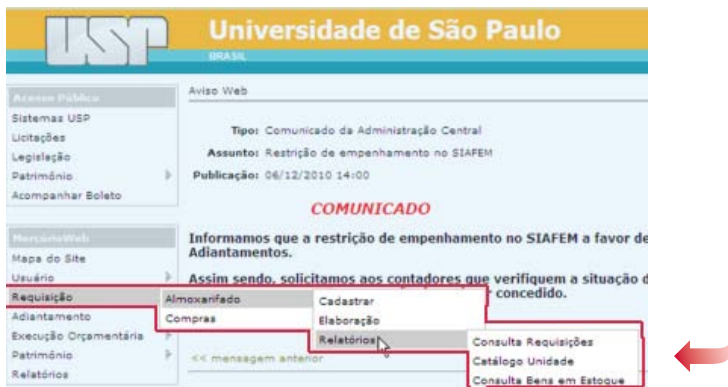 USP
Universidade de São Paulo
BRASIL
Acesso Público
Sistemas USP
Licitações
Legislação
Patrimônio
Acompanhar Boleto
MercúrioWeb
Mapa do Site
Usuário
Requisição
Adiantamento
Execução Orçamentária
Patrimônio
Relatórios
Aviso Web
Tipo: Comunicado da Administração Central
Assunto: Restrição de empenhamento no SIAFEM
Publicação: 06/12/2010 14:00
COMUNICADO
Informamos que a restrição de empenhamento no SIAFEM a favor de
Adiantamentos.
Assim sendo, solicitamos aos contadores que verifiquem a situação d
concedido.
<< mensagem anterior
Almoxarifado
Compras
Cadastrar
Elaboração
Relatórios
Consulta Requisições
Catálogo Unidade
Consulta Bens em Estoque